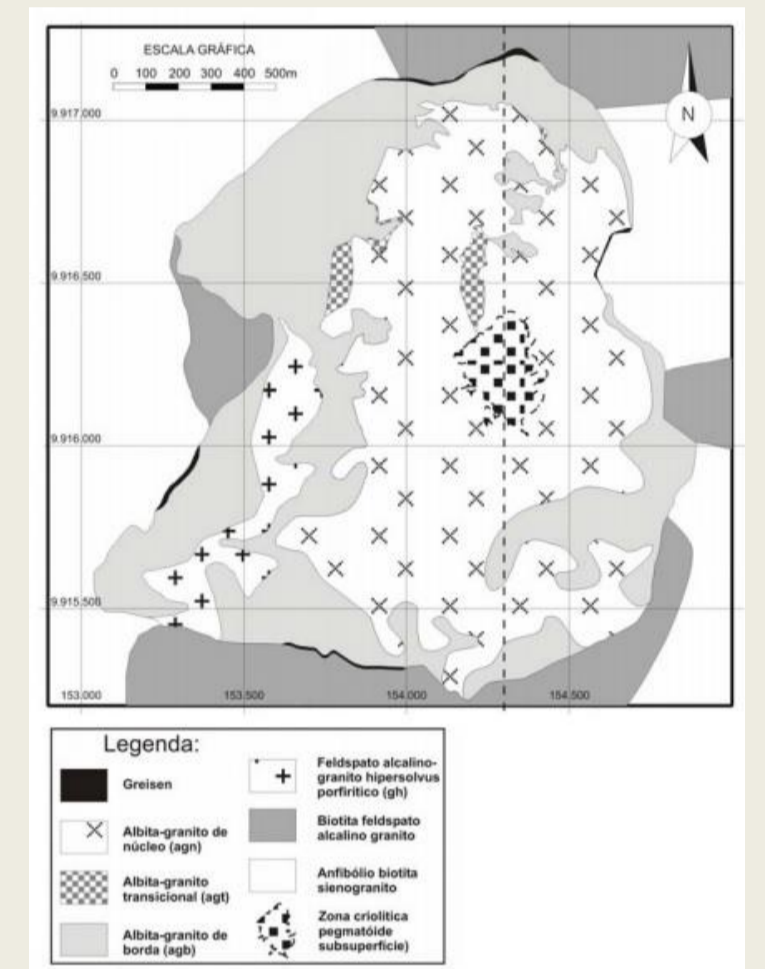 ESCALA GRÁFICA
0 100 200 300 400 500m
N
9.917.000
9.916.500
9.916.000
9.915.500
153.000
153.500
154.000
154.500
Legenda:
Greisen
Albita-granito de
núcleo (agn)
Albita-granito
transicional (agt)
Albita-granito de
borda (agb)
Feldspato alcalino-
granito hipersolvus
porfirítico (gh)
Biotita feldspato
alcalino granito
Anfibólio biotita
sienogranito
Zona criolítica
pegmatóide
subsuperfície)